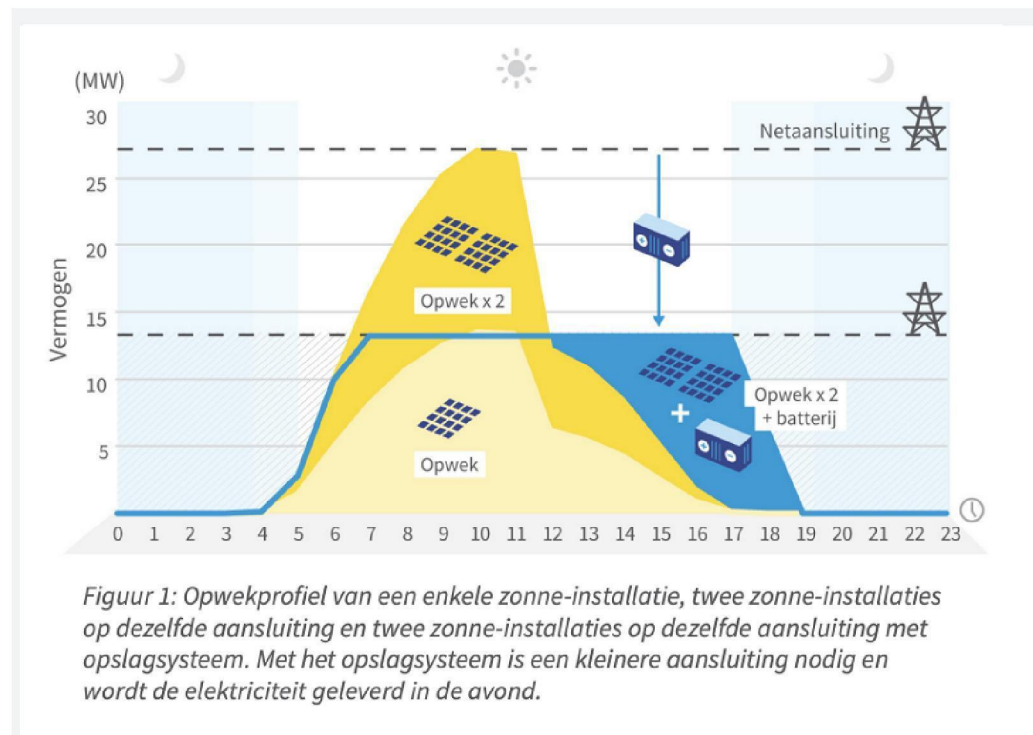 (MW)
30
Netaansluiting
25
20
Opwek x 2
15
Vermogen
10
Opwek x 2
+ batterij
5
Opwek
0 1 2 3 4 5 6 7 8 9 10 11 12 13 14 15 16 17 18 19 20 21 22 23
Figuur 1: Opwekprofiel van een enkele zonne-installatie, twee zonne-installaties
op dezelfde aansluiting en twee zonne-installaties op dezelfde aansluiting met
opslagsysteem. Met het opslagsysteem is een kleinere aansluiting nodig en
wordt de elektriciteit geleverd in de avond.